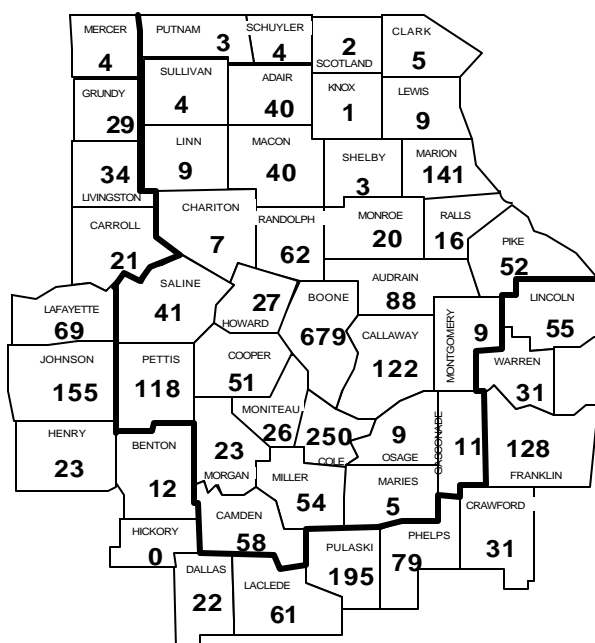 MERCER
4
PUTNAM
3
SCHUYLER
4
2
SCOTLAND
CLARK
5
GRUNDY
29
SULLIVAN
4
ADAIR
40
KNOX
1
LEWIS
9
34
LIVINGSTON
LINN
9
MACON
40
SHELBY
3
MARION
141
CARROLL
21
CHARITON
7
RANDOLPH
62
MONROE
20
RALLS
16
PIKE
52
LAFAYETTE
69
SALINE
41
27
HOWARD
BOONE
679
AUDRAIN
88
CALLAWAY
122
MONTGOMERY
9
LINCOLN
55
WARREN
31
JOHNSON
155
PETTIS
118
COOPER
51
MONITEAU
26
250
COLE
9
OSAGE
GASCONADE
11
128
FRANKLIN
HENRY
23
BENTON
12
23
MORGAN
MILLER
54
MARIES
5
CRAWFORD
31
HICKORY
0
CAMDEN
58
PULASKI
195
PHELPS
79
DALLAS
22
LACLEDE
61